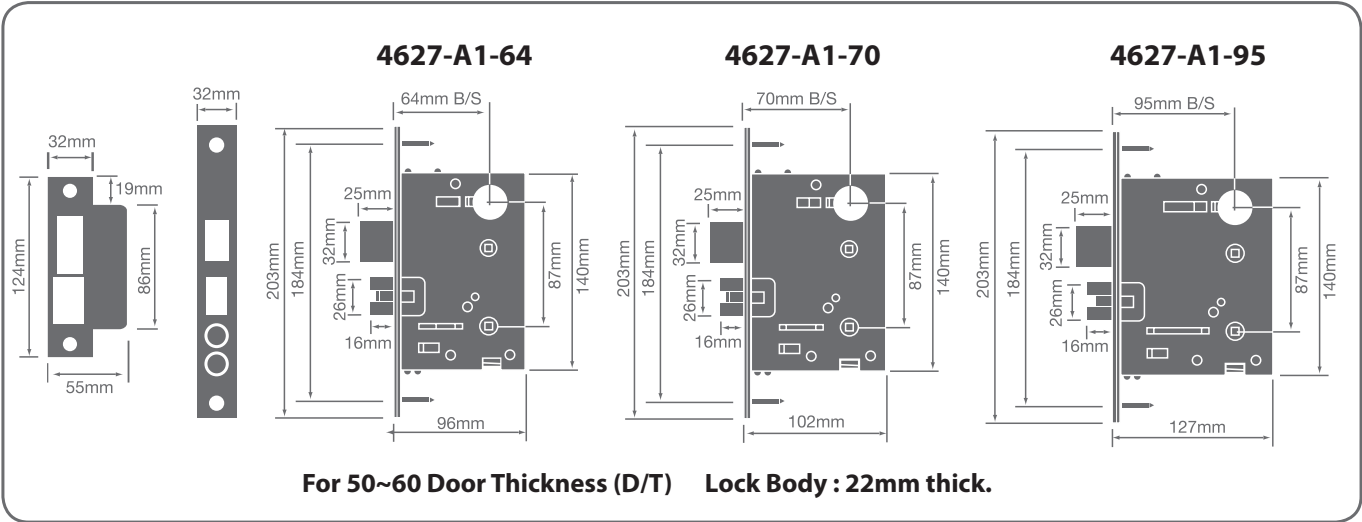 4627-A1-64
4627-A1-70
4627-A1-95
32mm
124mm
19mm
86mm
55mm
32mm
64mm B/S
203mm
184mm
25mm
32mm
26mm
16mm
87mm
140mm
96mm
70mm B/S
203mm
184mm
25mm
32mm
26mm
16mm
87mm
140mm
102mm
95mm B/S
203mm
184mm
25mm
32mm
26mm
16mm
87mm
140mm
127mm
For 50~60 Door Thickness (D/T) Lock Body : 22mm thick.